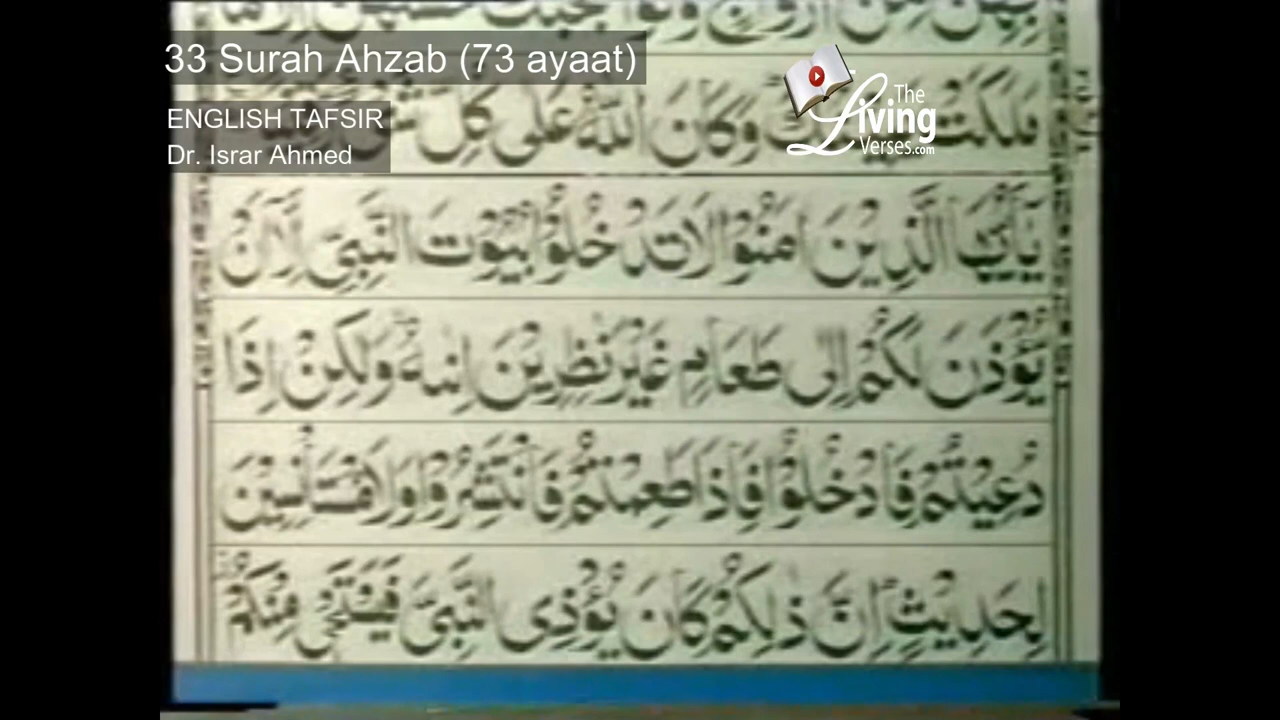 33 Surah Ahzab (73 ayaat)
ENGLISH TAFSIR
Dr. Israr Ahmed
The Living Verses.com
مَلَكَتْ وَكَانَ اللّٰهُ عَلٰى كُلِّ
يٰۤاَيُّهَا الَّذِيْنَ اٰمَنُوْا لَا تَدْخُلُوْا بُيُوْتَ النَّبِىِّ اِلَّاۤ اَنْ
يُّؤْذَنَ لَكُمْ اِلٰى طَعَامٍ غَيْرَ نٰظِرِيْنَ اِنٰىهُ ۙ وَلٰكِنْ اِذَا
دُعِيْتُمْ فَادْخُلُوْا فَاِذَا طَعِمْتُمْ فَانْتَشِرُوْا وَلَا مُسْتَاْنِسِيْنَ
لِحَدِيْثٍ ؕ اِنَّ ذٰلِكُمْ كَانَ يُؤْذِى النَّبِىَّ فَيَسْتَحْىٖ مِنْكُمْ